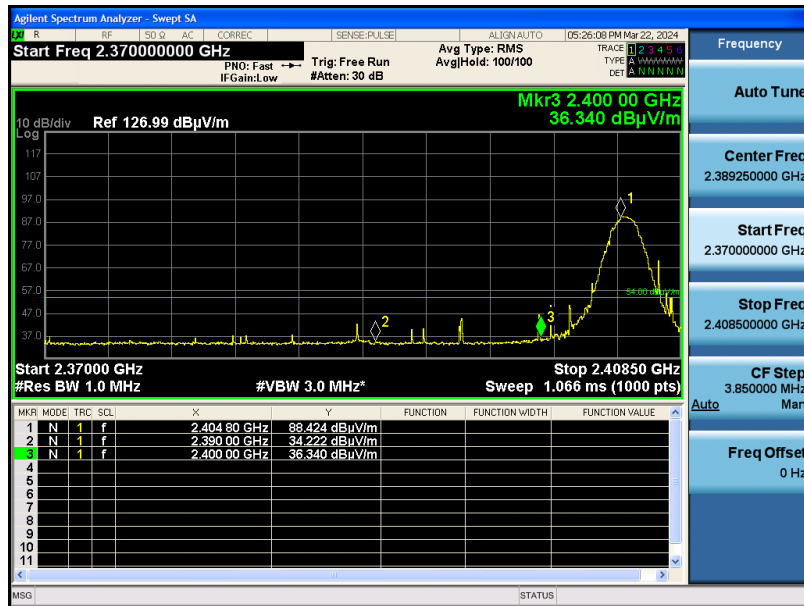 Agilent Spectrum Analyzer - Swept SA
LXI R RF 50 Ω AC CORREC SENSE:PULSE ALIGN AUTO 05:26:08 PM Mar 22, 2024
Start Freq 2.370000000 GHz
PNO: Fast
IFGain:Low
Trig: Free Run
#Atten: 30 dB
Avg Type: RMS
Avg|Hold: 100/100
TRACE 1 2 3 4 5 6
TYPE A WWWWW
DET A N N N N N
Mkr3 2.400 00 GHz
36.340 dBµV/m
10 dB/div Ref 126.99 dBµV/m
Log
117
107
97.0
87.0
77.0
67.0
57.0
47.0
37.0
1
2
3
54.00 dBµV/m
Start 2.37000 GHz Stop 2.40850 GHz
#Res BW 1.0 MHz #VBW 3.0 MHz* Sweep 1.066 ms (1000 pts)
MKR MODE TRC SCL X Y FUNCTION FUNCTION WIDTH FUNCTION VALUE
1 N 1 f 2.404 80 GHz 88.424 dBµV/m
2 N 1 f 2.390 00 GHz 34.222 dBµV/m
3 N 1 f 2.400 00 GHz 36.340 dBµV/m
4
5
6
7
8
9
10
11
MSG STATUS
Frequency
Auto Tune
Center Freq
2.389250000 GHz
Start Freq
2.370000000 GHz
Stop Freq
2.408500000 GHz
CF Step
3.850000 MHz
Auto Man
Freq Offset
0 Hz